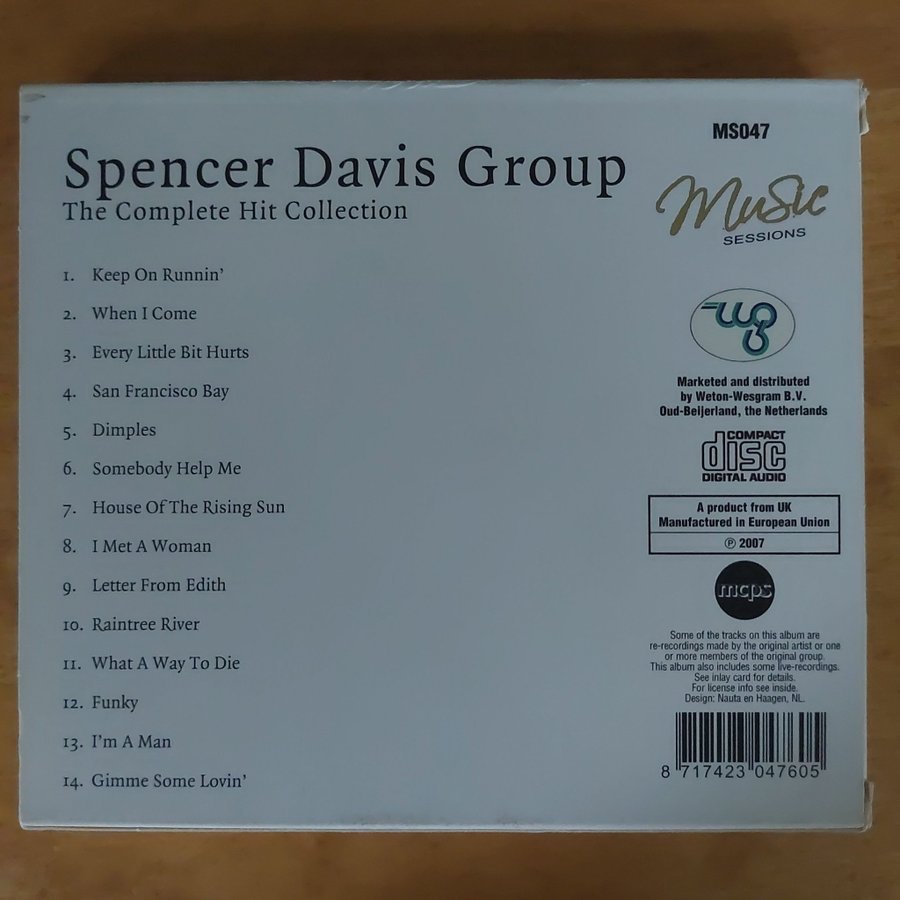 Spencer Davis Group
The Complete Hit Collection
1. Keep On Runnin'
2. When I Come
3. Every Little Bit Hurts
4. San Francisco Bay
5. Dimples
6. Somebody Help Me
7. House Of The Rising Sun
8. I Met A Woman
9. Letter From Edith
10. Raintree River
11. What A Way To Die
12. Funky
13. I'm A Man
14. Gimme Some Lovin'
MS047
Music
SESSIONS
Marketed and distributed
by Weton-Wesgram B.V.
Oud-Beijerland, the Netherlands
COMPACT
disc
DIGITAL AUDIO
A product from UK
Manufactured in European Union
℗ 2007
mcps
Some of the tracks on this album are
re-recordings made by the original artist or one
or more members of the original group.
This album also includes some live-recordings.
See inlay card for details.
For license info see inside.
Design: Nauta en Haagen, NL.
8 717423 047605